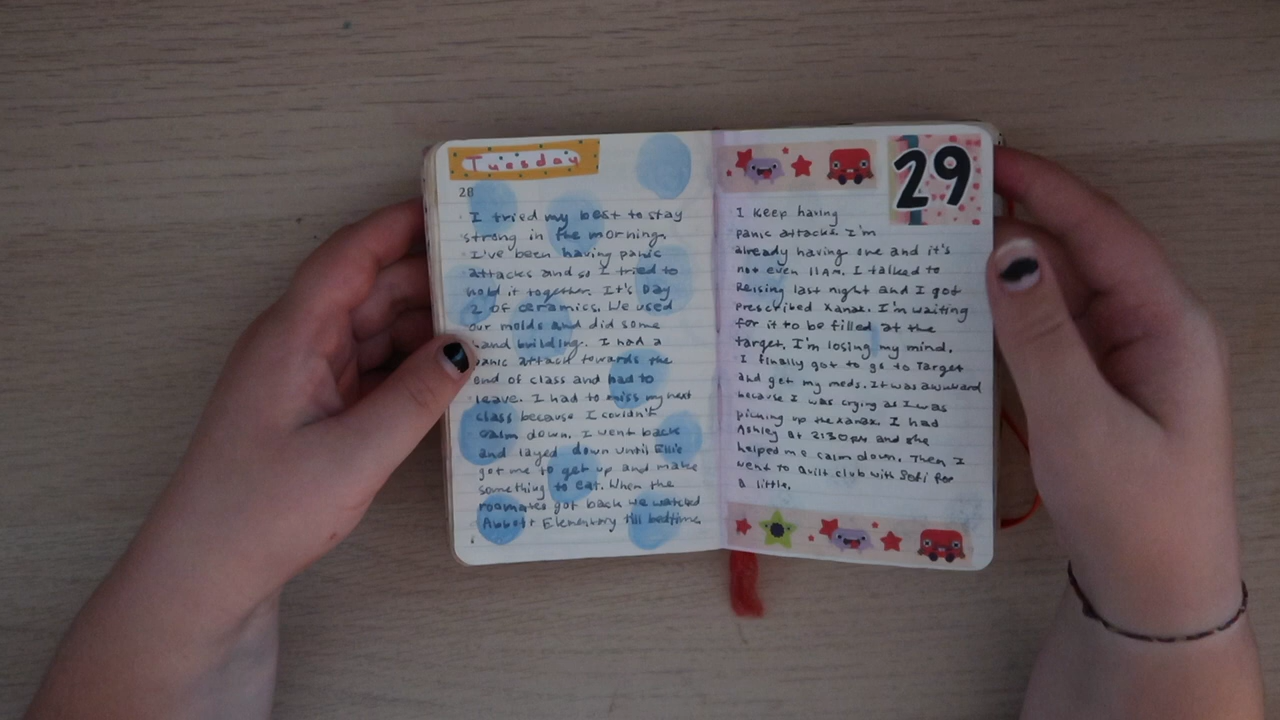 Tuesday
28
I tried my best to stay
strong in the morning.
I've been having panic
attacks and so I tried to
hold it together. It's Day
2 of ceramics. We used
our molds and did some
hand building. I had a
panic attack towards the
end of class and had to
leave. I had to miss my next
class because I couldn't
calm down. I went back
and layed down until Ellie
got me to get up and make
something to eat. When the
roomates got back we watched
Abbott Elementary till bedtime.
29
I keep having
panic attacks. I'm
already having one and it's
not even 11AM. I talked to
Reising last night and I got
prescribed Xanax. I'm waiting
for it to be filled at the
target. I'm losing my mind.
I finally got to go to Target
and get my meds. It was awkward
because I was crying as I was
picking up the xanax. I had
Ashley at 2:30pm and she
helped me calm down. Then I
went to Quilt club with Sofi for
a little.